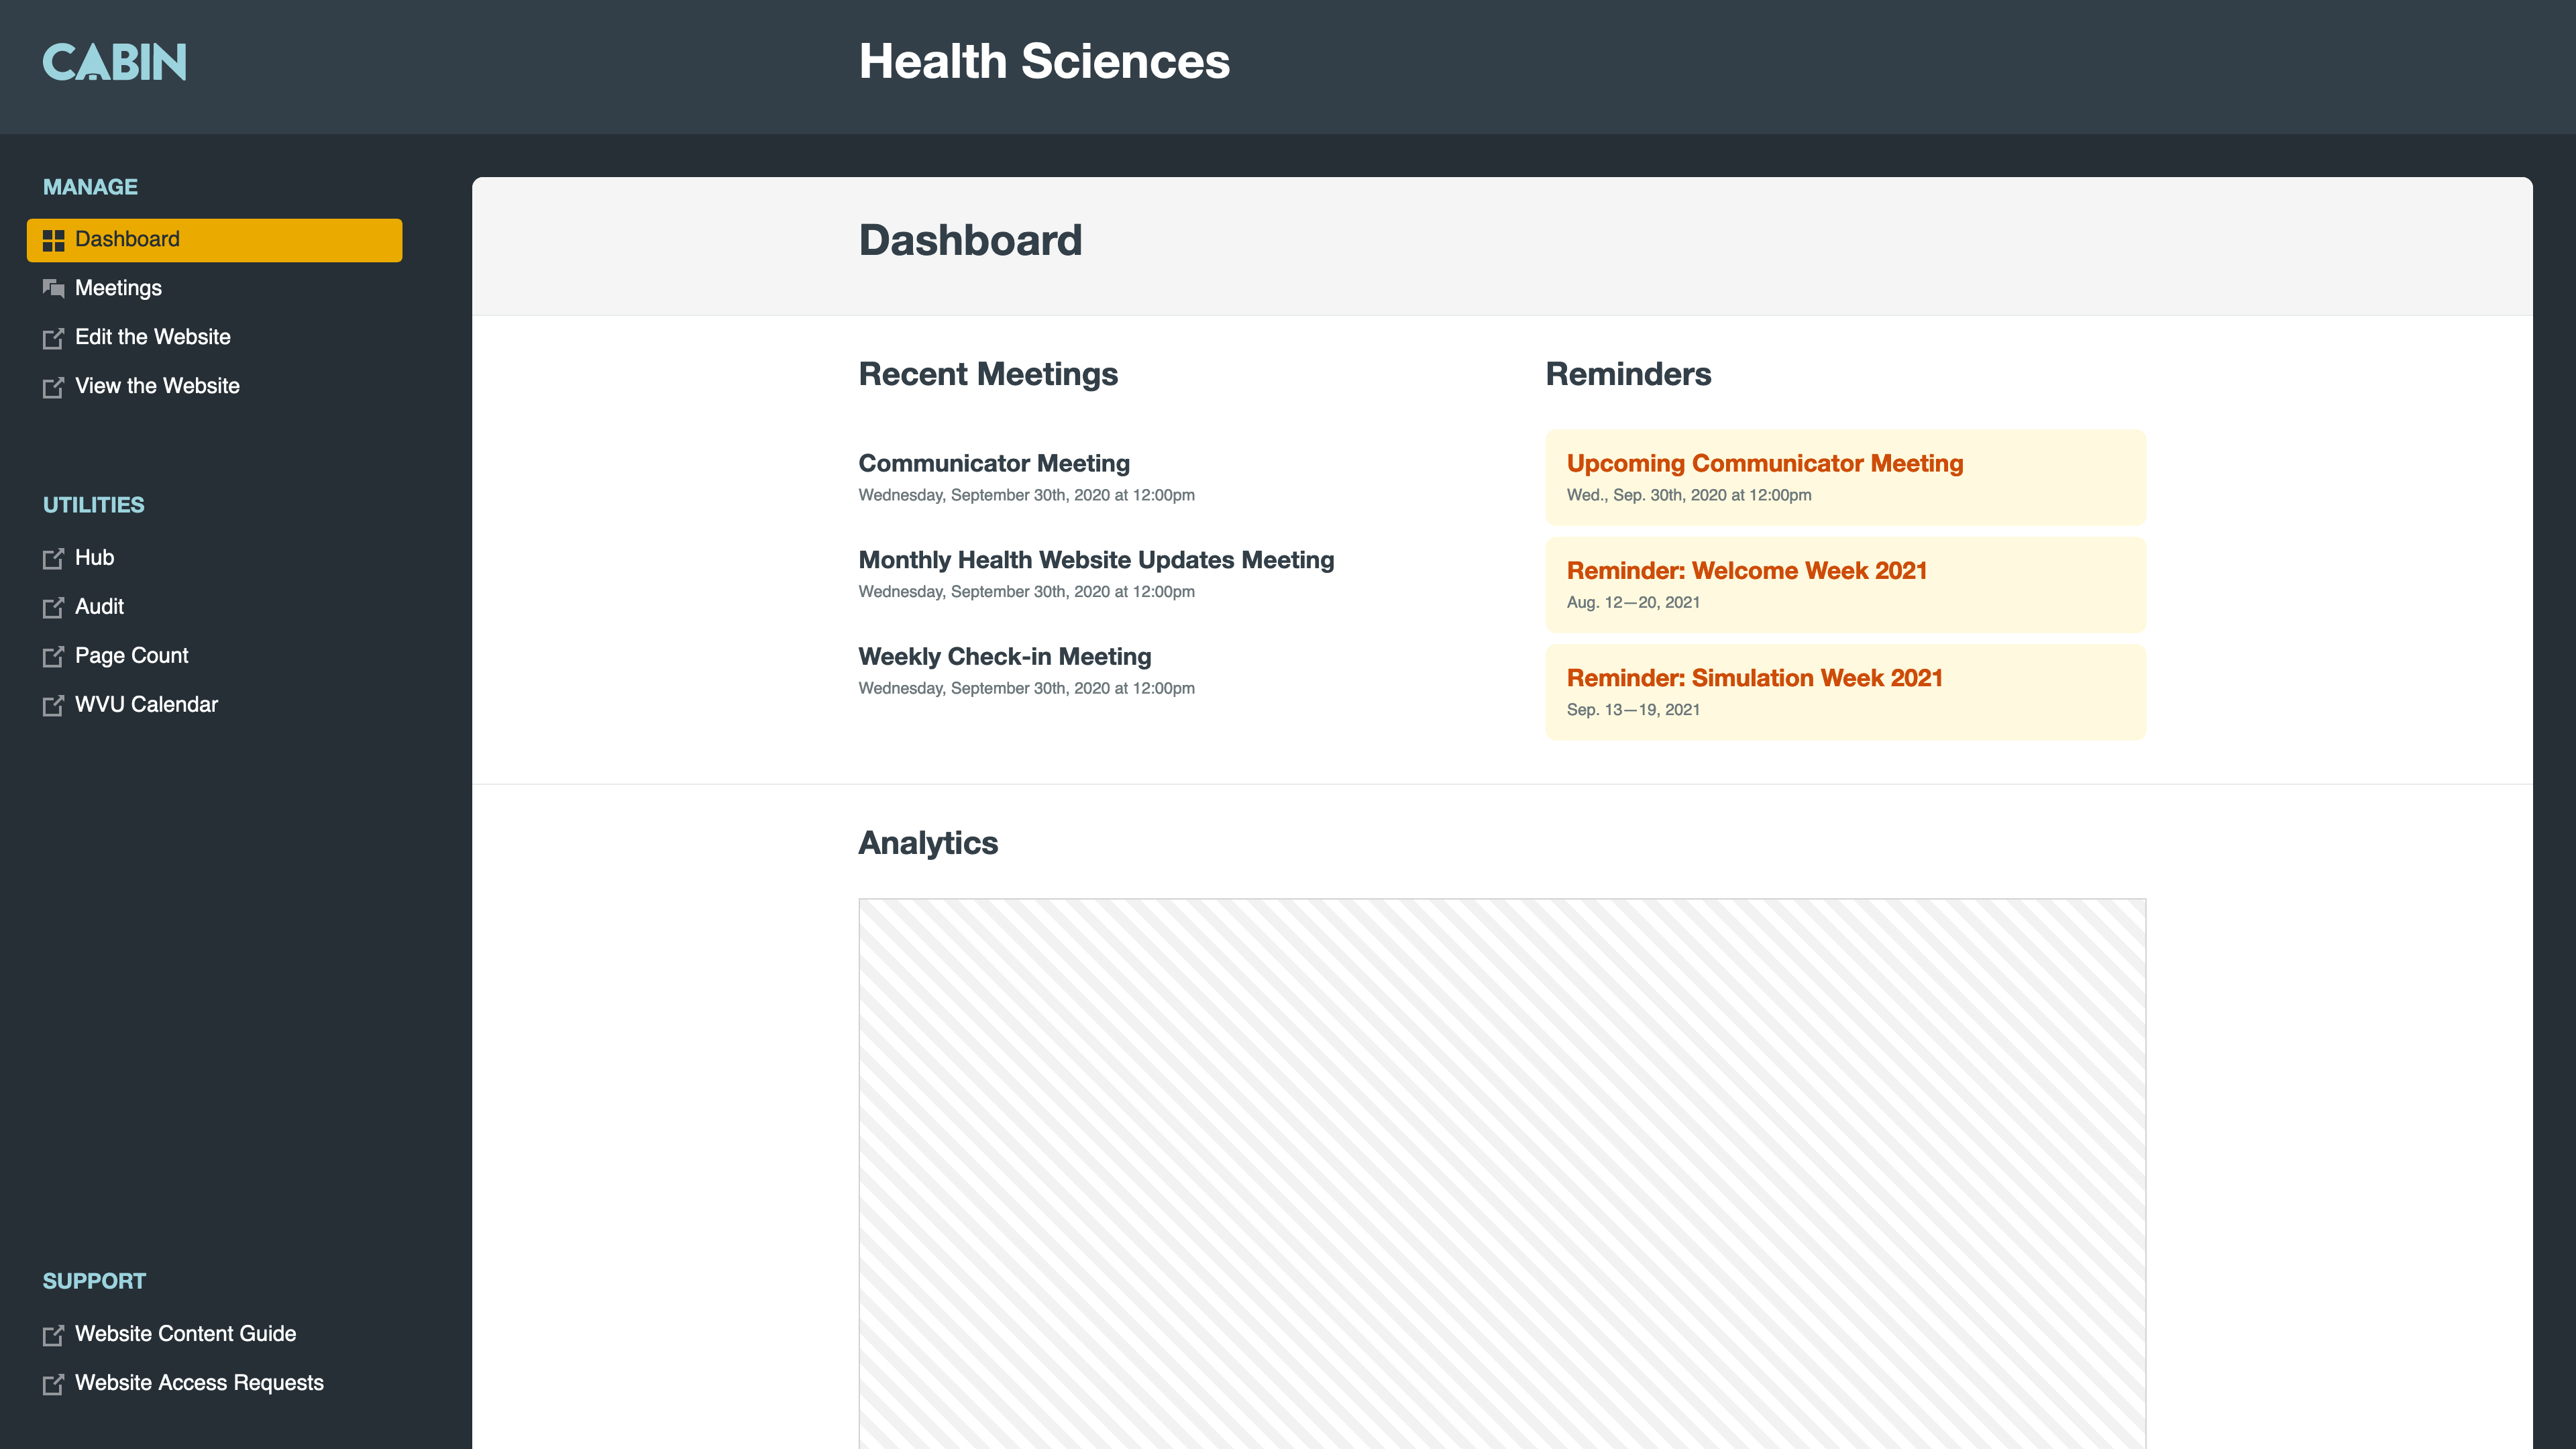 CABIN
Health Sciences
MANAGE
Dashboard
Meetings
Edit the Website
View the Website
UTILITIES
Hub
Audit
Page Count
WVU Calendar
SUPPORT
Website Content Guide
Website Access Requests
Dashboard
Recent Meetings
Communicator Meeting
Wednesday, September 30th, 2020 at 12:00pm
Monthly Health Website Updates Meeting
Wednesday, September 30th, 2020 at 12:00pm
Weekly Check-in Meeting
Wednesday, September 30th, 2020 at 12:00pm
Reminders
Upcoming Communicator Meeting
Wed., Sep. 30th, 2020 at 12:00pm
Reminder: Welcome Week 2021
Aug. 12—20, 2021
Reminder: Simulation Week 2021
Sep. 13—19, 2021
Analytics